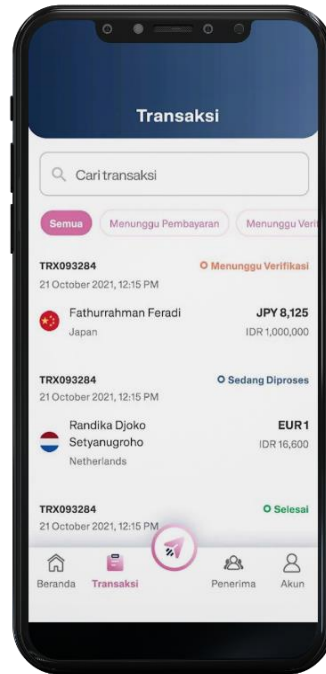 Transaksi
Cari transaksi
Semua Menunggu Pembayaran Menunggu Veri
TRX093284 Menunggu Verifikasi
21 October 2021, 12:15 PM
Fathurrahman Feradi JPY 8,125
Japan IDR 1,000,000
TRX093284 Sedang Diproses
21 October 2021, 12:15 PM
Randika Djoko EUR 1
Setyanugroho IDR 16,600
Netherlands
TRX093284 Selesai
21 October 2021, 12:15 PM
Beranda Transaksi Penerima Akun